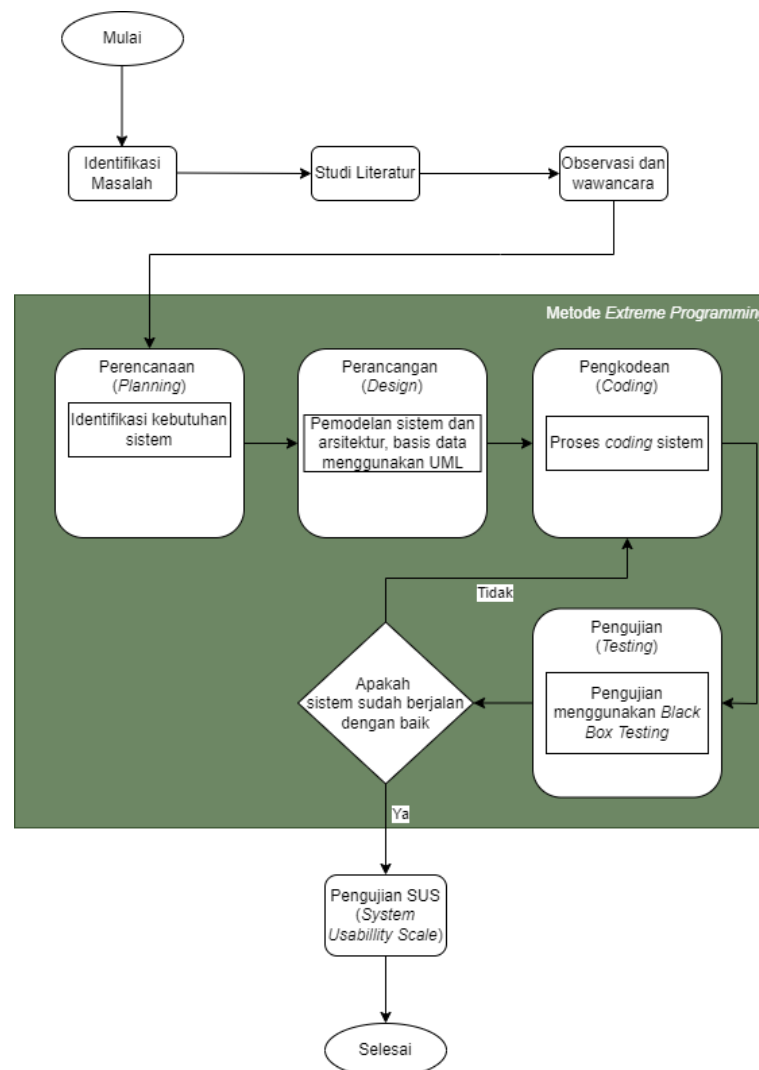 Mulai
Identifikasi
Masalah
Studi Literatur
Observasi dan
wawancara
Metode Extreme Programming
Perencanaan
(Planning)
Identifikasi kebutuhan
sistem
Perancangan
(Design)
Pemodelan sistem dan
arsitektur, basis data
menggunakan UML
Pengkodean
(Coding)
Proses coding sistem
Tidak
Pengujian
(Testing)
Pengujian
menggunakan Black
Box Testing
Apakah
sistem sudah berjalan
dengan baik
Ya
Pengujian SUS
(System
Usabillity Scale)
Selesai